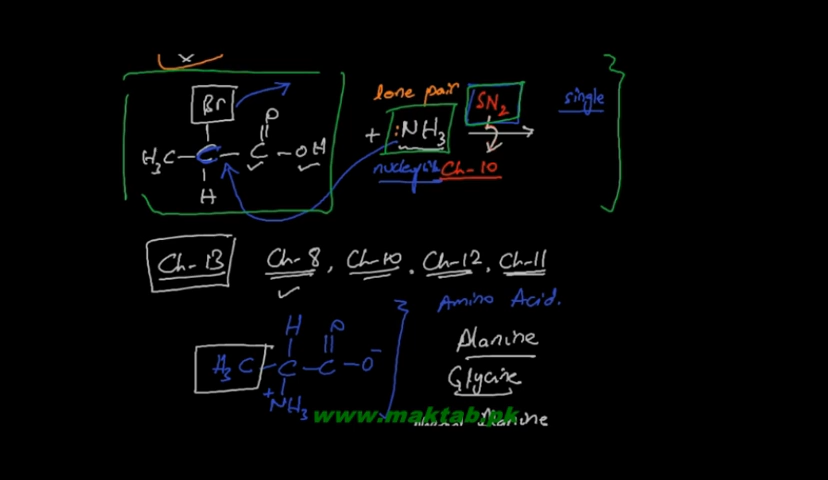 x
Br
lone pair
SN2
single
O
H3C – C – C – OH
+ :NH3
H
Ch-10
Ch-13
Ch-8, Ch-10, Ch-12, Ch-11
Amino Acid.
H O
H3C – C – C – O-
+NH3
Alanine
Glycine
www.maktab.pk
Alanine